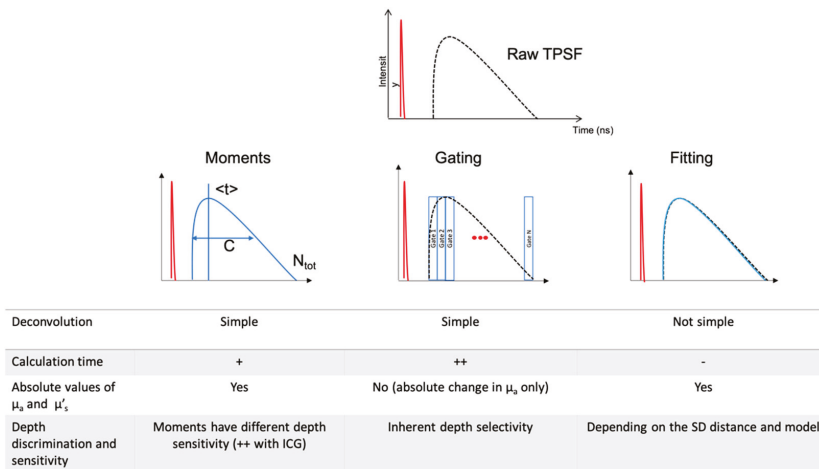 Intensit
y
Raw TPSF
Time (ns)
Moments
Gating
Fitting
<t>
C
N_tot
Gate 1
Gate 2
Gate 3
Gate N
Deconvolution Simple Simple Not simple
Calculation time + ++ -
Absolute values of μa and μ's Yes No (absolute change in μa only) Yes
Depth discrimination and sensitivity Moments have different depth sensitivity (++ with ICG) Inherent depth selectivity Depending on the SD distance and model